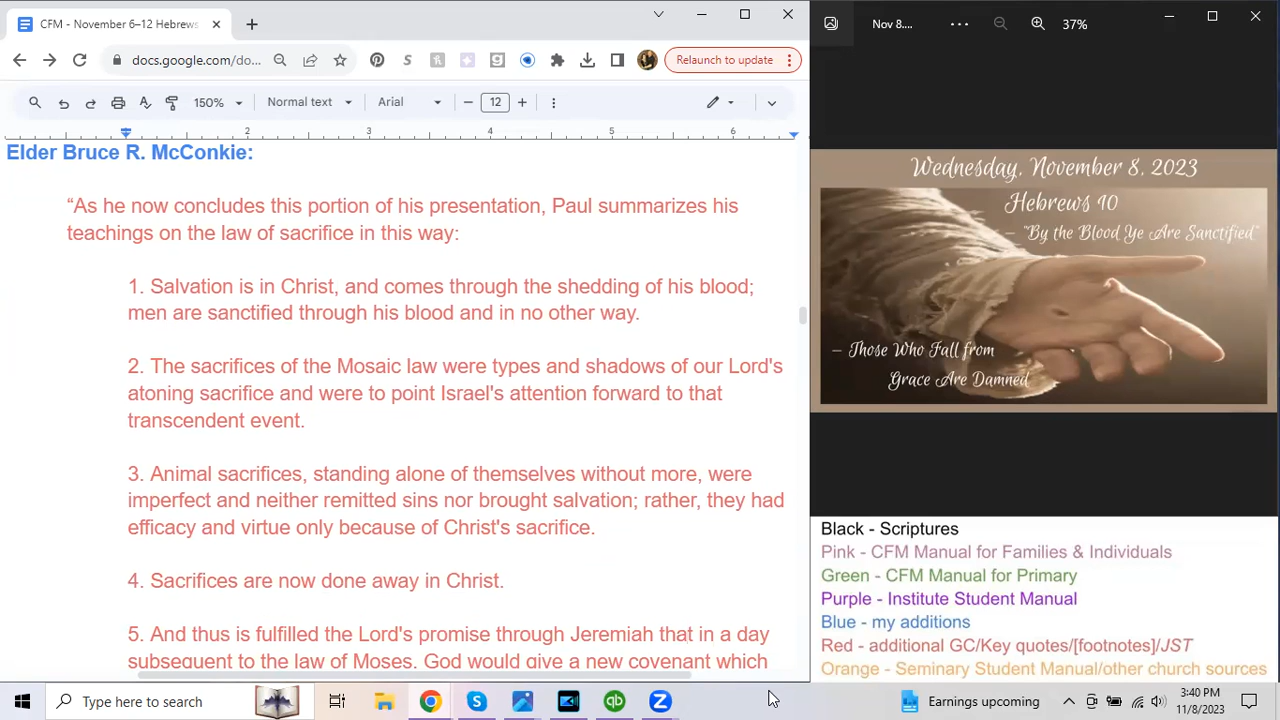 CFM - November 6–12 Hebrews
docs.google.com/do...
Relaunch to update
150%
Normal text
Arial
12
2
3
4
5
6
Elder Bruce R. McConkie:
“As he now concludes this portion of his presentation, Paul summarizes his
teachings on the law of sacrifice in this way:
1. Salvation is in Christ, and comes through the shedding of his blood;
men are sanctified through his blood and in no other way.
2. The sacrifices of the Mosaic law were types and shadows of our Lord's
atoning sacrifice and were to point Israel's attention forward to that
transcendent event.
3. Animal sacrifices, standing alone of themselves without more, were
imperfect and neither remitted sins nor brought salvation; rather, they had
efficacy and virtue only because of Christ's sacrifice.
4. Sacrifices are now done away in Christ.
5. And thus is fulfilled the Lord's promise through Jeremiah that in a day
subsequent to the law of Moses, God would give a new covenant which
Nov 8....
37%
Wednesday, November 8, 2023
Hebrews 10
– "By the Blood Ye Are Sanctified"
– Those Who Fall from
Grace Are Damned
Black - Scriptures
Pink - CFM Manual for Families & Individuals
Green - CFM Manual for Primary
Purple - Institute Student Manual
Blue - my additions
Red - additional GC/Key quotes/[footnotes]/JST
Orange - Seminary Student Manual/other church sources
Type here to search
Earnings upcoming
3:40 PM
11/8/2023